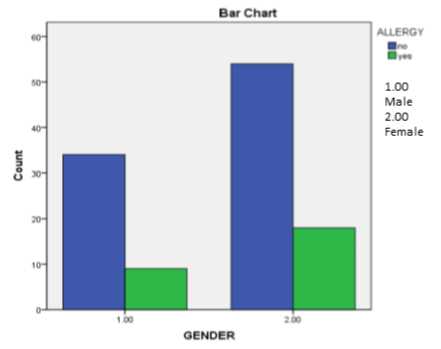 Bar Chart
ALLERGY
no
yes
1.00
Male
2.00
Female
60
50
40
30
20
10
0
Count
1.00
2.00
GENDER